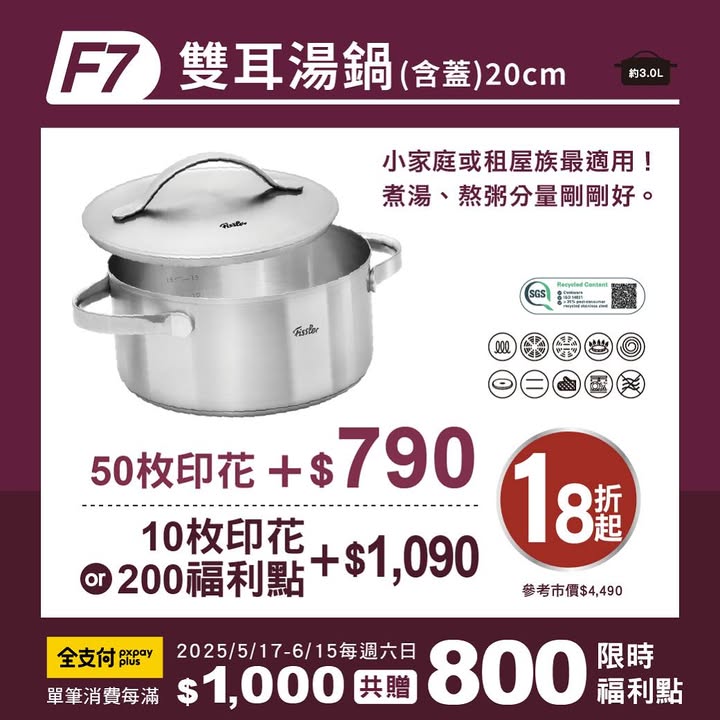 F7 雙耳湯鍋(含蓋)20cm
約3.0L
小家庭或租屋族最適用！
煮湯、熬粥分量剛剛好。
Fissler
Fissler
SGS
Recycled Content
50枚印花+$790
10枚印花
or 200福利點
+$1,090
18折起
參考市價$4,490
全支付 pxpay plus
2025/5/17-6/15每週六日
單筆消費每滿
$1,000 共贈 800 限時福利點